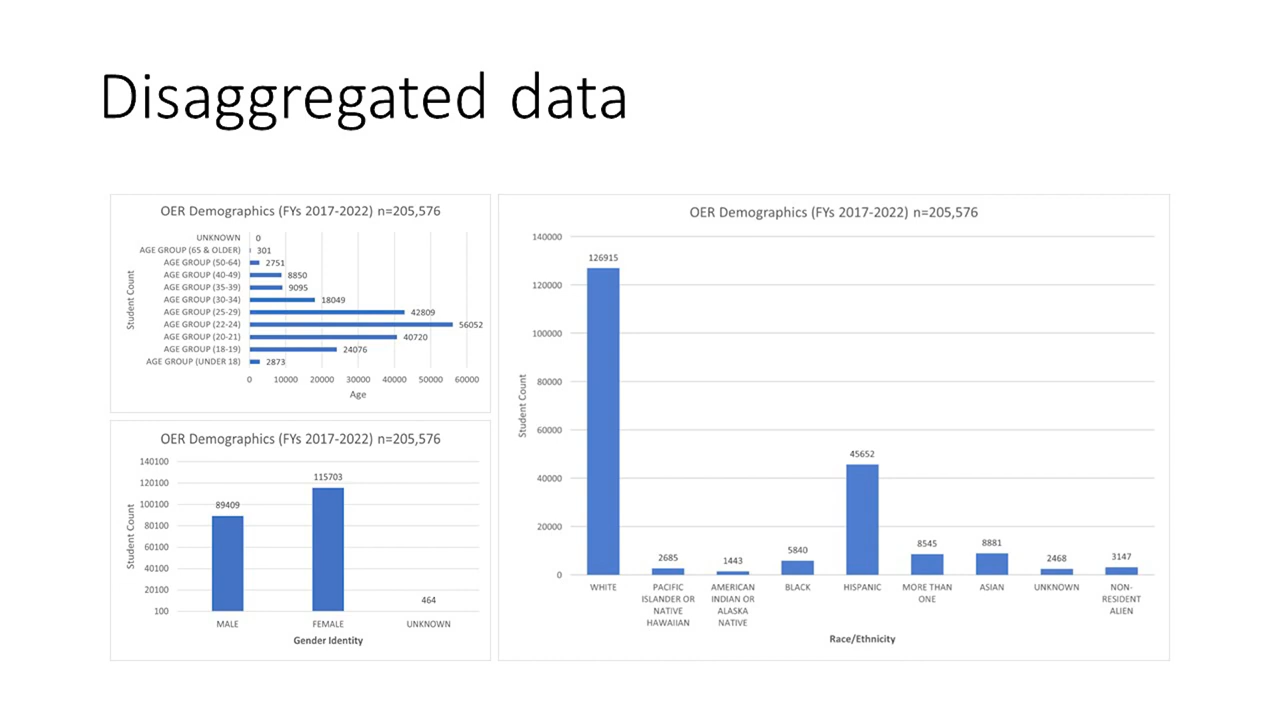 Disaggregated data
OER Demographics (FYs 2017-2022) n=205,576
Student Count
UNKNOWN 0
AGE GROUP (65 & OLDER) 301
AGE GROUP (50-64) 2751
AGE GROUP (40-49) 8850
AGE GROUP (35-39) 9095
AGE GROUP (30-34) 18049
AGE GROUP (25-29) 42809
AGE GROUP (22-24) 56052
AGE GROUP (20-21) 40720
AGE GROUP (18-19) 24076
AGE GROUP (UNDER 18) 2873
0 10000 20000 30000 40000 50000 60000
Age
OER Demographics (FYs 2017-2022) n=205,576
Student Count
140100
120100
100100
80100
60100
40100
20100
100
89409
115703
464
MALE FEMALE UNKNOWN
Gender Identity
OER Demographics (FYs 2017-2022) n=205,576
Student Count
140000
120000
100000
80000
60000
40000
20000
0
126915
2685
1443
5840
45652
8545
8881
2468
3147
WHITE
PACIFIC
ISLANDER OR
NATIVE
HAWAIIAN
AMERICAN
INDIAN OR
ALASKA
NATIVE
BLACK
HISPANIC
MORE THAN
ONE
ASIAN
UNKNOWN
NON-
RESIDENT
ALIEN
Race/Ethnicity